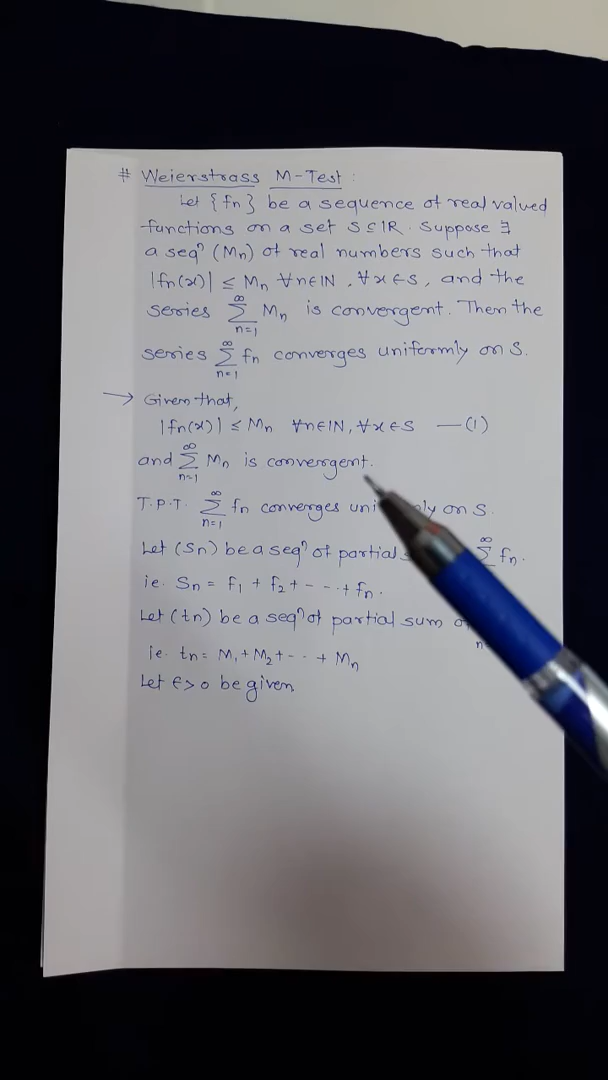 # Weierstrass M-Test :
Let {fn} be a sequence of real valued
functions on a set S⊆IR. Suppose ∃
a seqⁿ (Mn) of real numbers such that
|fn(x)| ≤ Mn ∀n∈IN, ∀x∈S, and the
series ∞∑n=1 Mn is convergent. Then the
series ∞∑n=1 fn converges uniformly on S.
→ Given that,
|fn(x)| ≤ Mn ∀n∈IN, ∀x∈S —(1)
and ∞∑n=1 Mn is convergent.
T.P.T. ∞∑n=1 fn converges uni ly on S.
Let (Sn) be a seqⁿ of partial ∞∑ fn.
ie. Sn = f1 + f2 + - - - + fn.
Let (tn) be a seqⁿ of partial sum
ie. tn = M1 + M2 + - - · + Mn
Let ϵ>0 be given